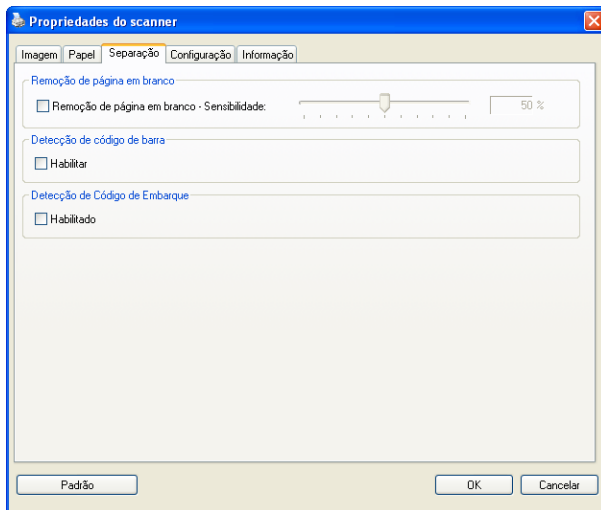 Propriedades do scanner
Imagem Papel Separação Configuração Informação
Remoção de página em branco
Remoção de página em branco - Sensibilidade: 50 %
Detecção de código de barra
Habilitar
Detecção de Código de Embarque
Habilitado
Padrão OK Cancelar